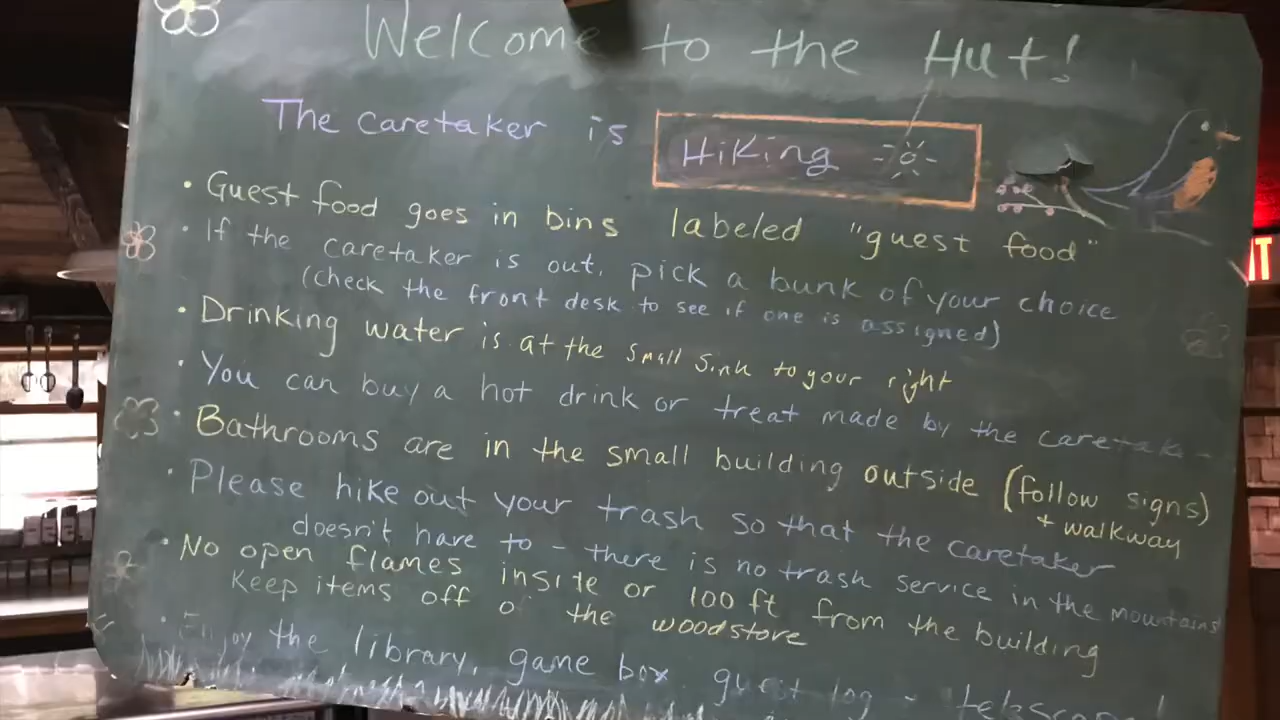 Welcome to the Hut!
The caretaker is Hiking
• Guest food goes in bins labeled "guest food"
• If the caretaker is out, pick a bunk of your choice
(check the front desk to see if one is assigned)
• Drinking water is at the small sink to your right
• You can buy a hot drink or treat made by the caretak
• Bathrooms are in the small building outside (follow signs)
+ walkway
• Please hike out your trash so that the caretaker
doesn't have to - there is no trash service in the mountains
• No open flames insite or 100 ft from the building
Keep items off of the woodstore
• Enjoy the library, game box guest log